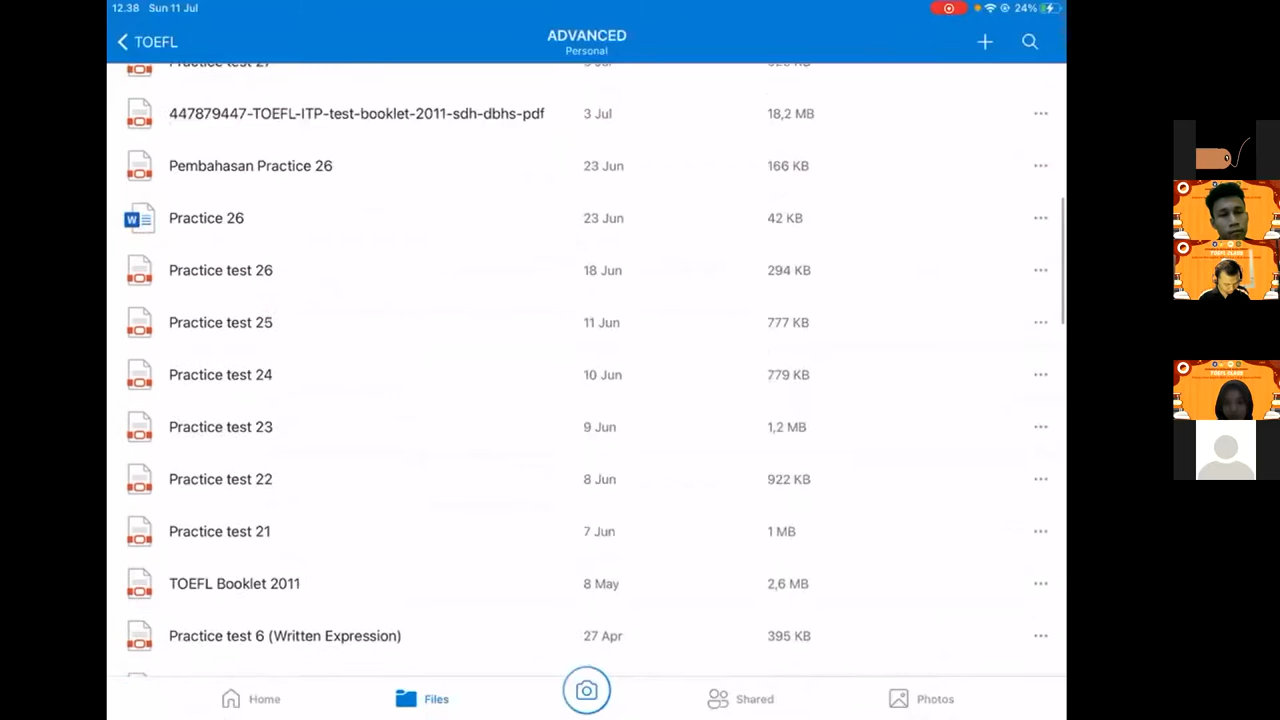 12.38 Sun 11 Jul
24%
TOEFL
ADVANCED
Personal
447879447-TOEFL-ITP-test-booklet-2011-sdh-dbhs-pdf 3 Jul 18,2 MB
Pembahasan Practice 26 23 Jun 166 KB
Practice 26 23 Jun 42 KB
Practice test 26 18 Jun 294 KB
Practice test 25 11 Jun 777 KB
Practice test 24 10 Jun 779 KB
Practice test 23 9 Jun 1,2 MB
Practice test 22 8 Jun 922 KB
Practice test 21 7 Jun 1 MB
TOEFL Booklet 2011 8 May 2,6 MB
Practice test 6 (Written Expression) 27 Apr 395 KB
Home
Files
Shared
Photos
TOEFL CLASS